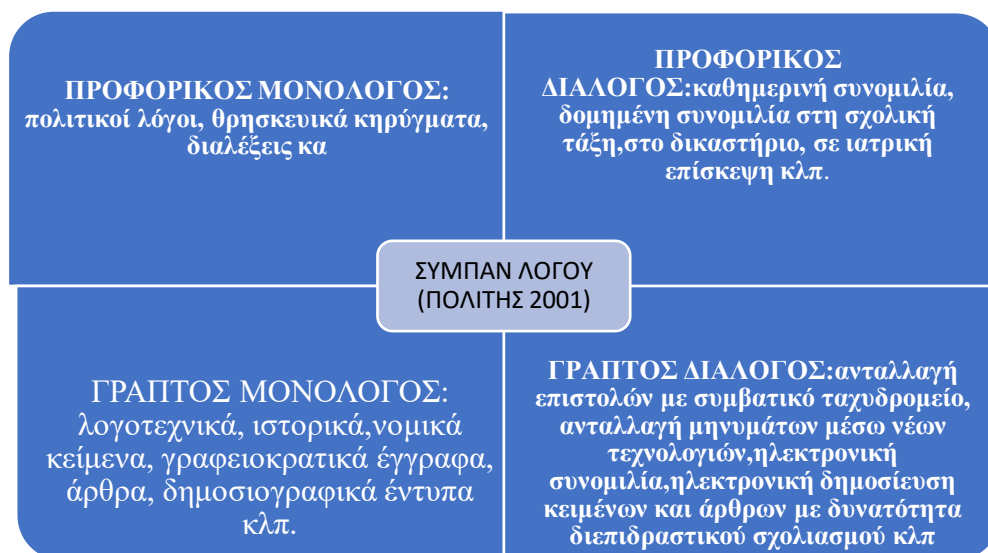 ΠΡΟΦΟΡΙΚΟΣ ΜΟΝΟΛΟΓΟΣ:
πολιτικοί λόγοι, θρησκευικά κηρύγματα,
διαλέξεις κα
ΠΡΟΦΟΡΙΚΟΣ
ΔΙΑΛΟΓΟΣ:καθημερινή συνομιλία,
δομημένη συνομιλία στη σχολική
τάξη,στο δικαστήριο, σε ιατρική
επίσκεψη κλπ.
ΣΥΜΠΑΝ ΛΟΓΟΥ
(ΠΟΛΙΤΗΣ 2001)
ΓΡΑΠΤΟΣ ΜΟΝΟΛΟΓΟΣ:
λογοτεχνικά, ιστορικά,νομικά
κείμενα, γραφειοκρατικά έγγραφα,
άρθρα, δημοσιογραφικά έντυπα
κλπ.
ΓΡΑΠΤΟΣ ΔΙΑΛΟΓΟΣ:ανταλλαγή
επιστολών με συμβατικό ταχυδρομείο,
ανταλλαγή μηνυμάτων μέσω νέων
τεχνολογιών,ηλεκτρονική
συνομιλία,ηλεκτρονική δημοσίευση
κειμένων και άρθρων με δυνατότητα
διεπιδραστικού σχολιασμού κλπ